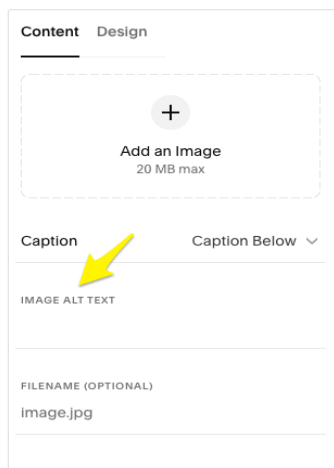 Content Design
Add an Image
20 MB max
Caption Caption Below
IMAGE ALT TEXT
FILENAME (OPTIONAL)
image.jpg